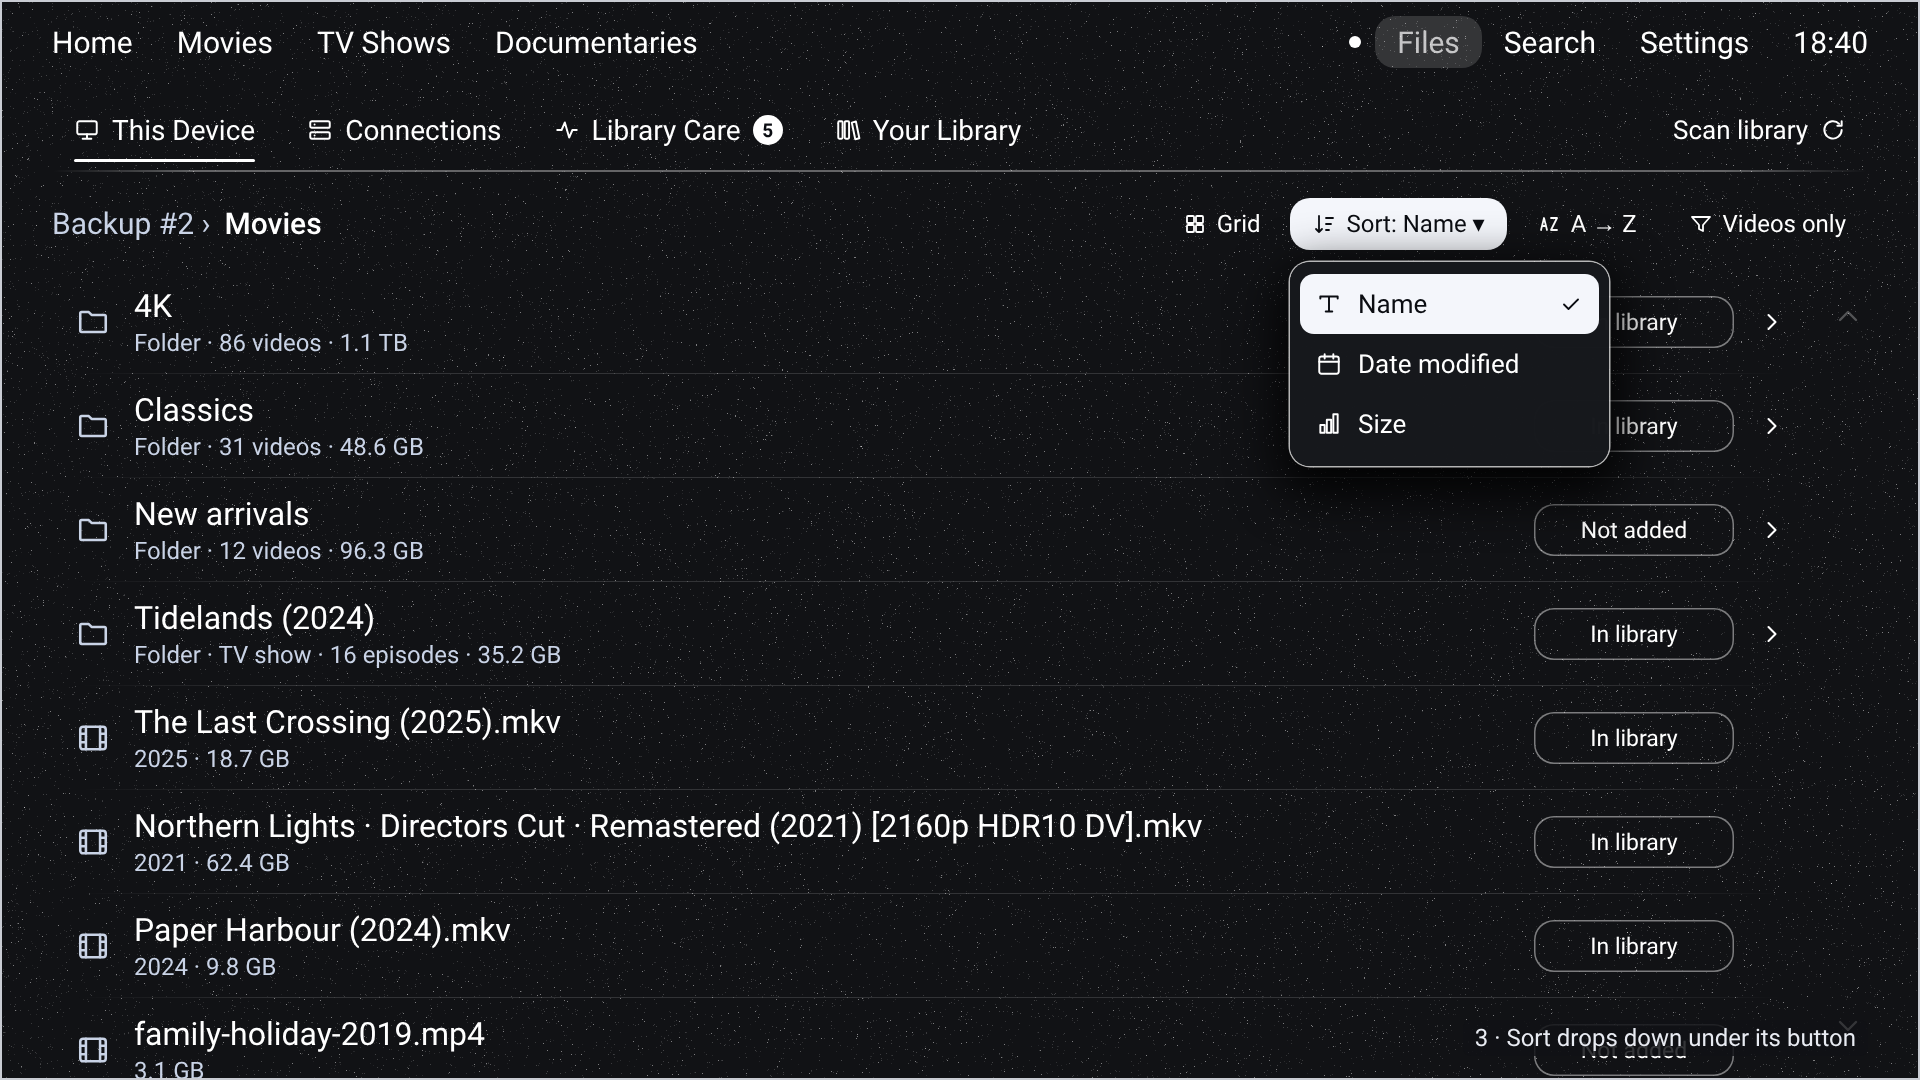 Home Movies TV Shows Documentaries Files Search Settings 18:40
This Device Connections Library Care 5 Your Library Scan library
Backup #2 › Movies Grid Sort: Name ▾ AZ A → Z Videos only
Name
Date modified
Size
4K library
Folder · 86 videos · 1.1 TB
Classics library
Folder · 31 videos · 48.6 GB
New arrivals Not added
Folder · 12 videos · 96.3 GB
Tidelands (2024) In library
Folder · TV show · 16 episodes · 35.2 GB
The Last Crossing (2025).mkv In library
2025 · 18.7 GB
Northern Lights · Directors Cut · Remastered (2021) [2160p HDR10 DV].mkv In library
2021 · 62.4 GB
Paper Harbour (2024).mkv In library
2024 · 9.8 GB
family-holiday-2019.mp4 Not added
3.1 GB
3 · Sort drops down under its button